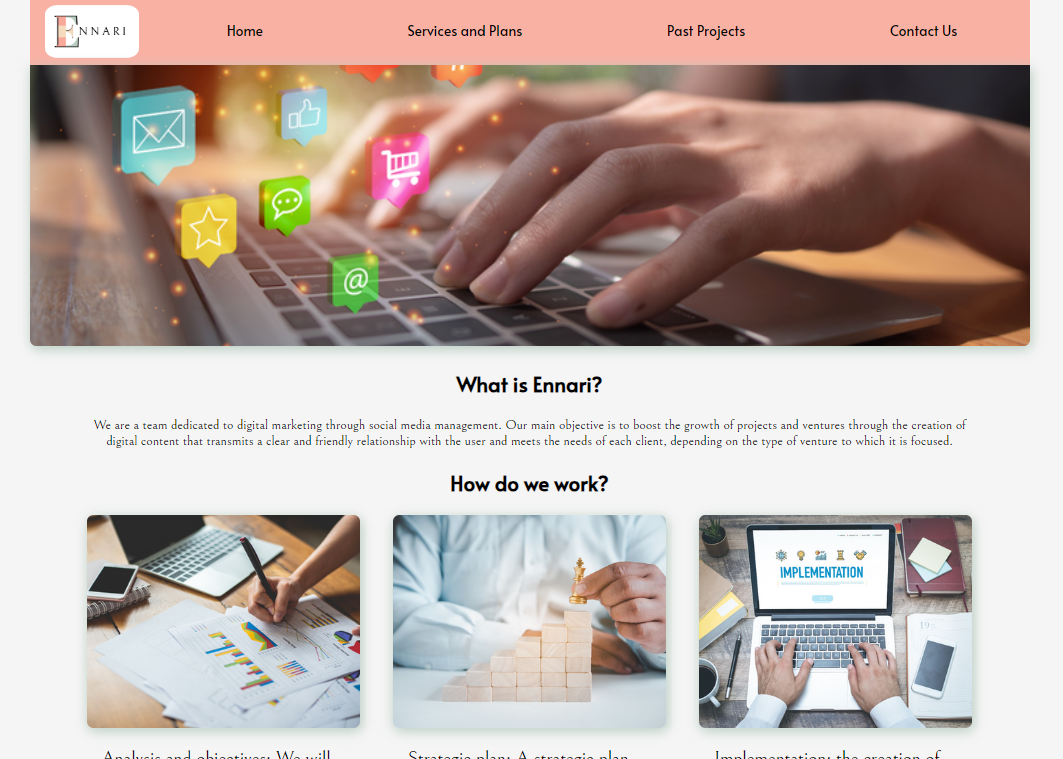 ENNARI
Home
Services and Plans
Past Projects
Contact Us
@
What is Ennari?
We are a team dedicated to digital marketing through social media management. Our main objective is to boost the growth of projects and ventures through the creation of
digital content that transmits a clear and friendly relationship with the user and meets the needs of each client, depending on the type of venture to which it is focused.
How do we work?
IMPLEMENTATION
19
Analysis and objectives: We will
Strategic plan: A strategic plan
Implementation: the creation of